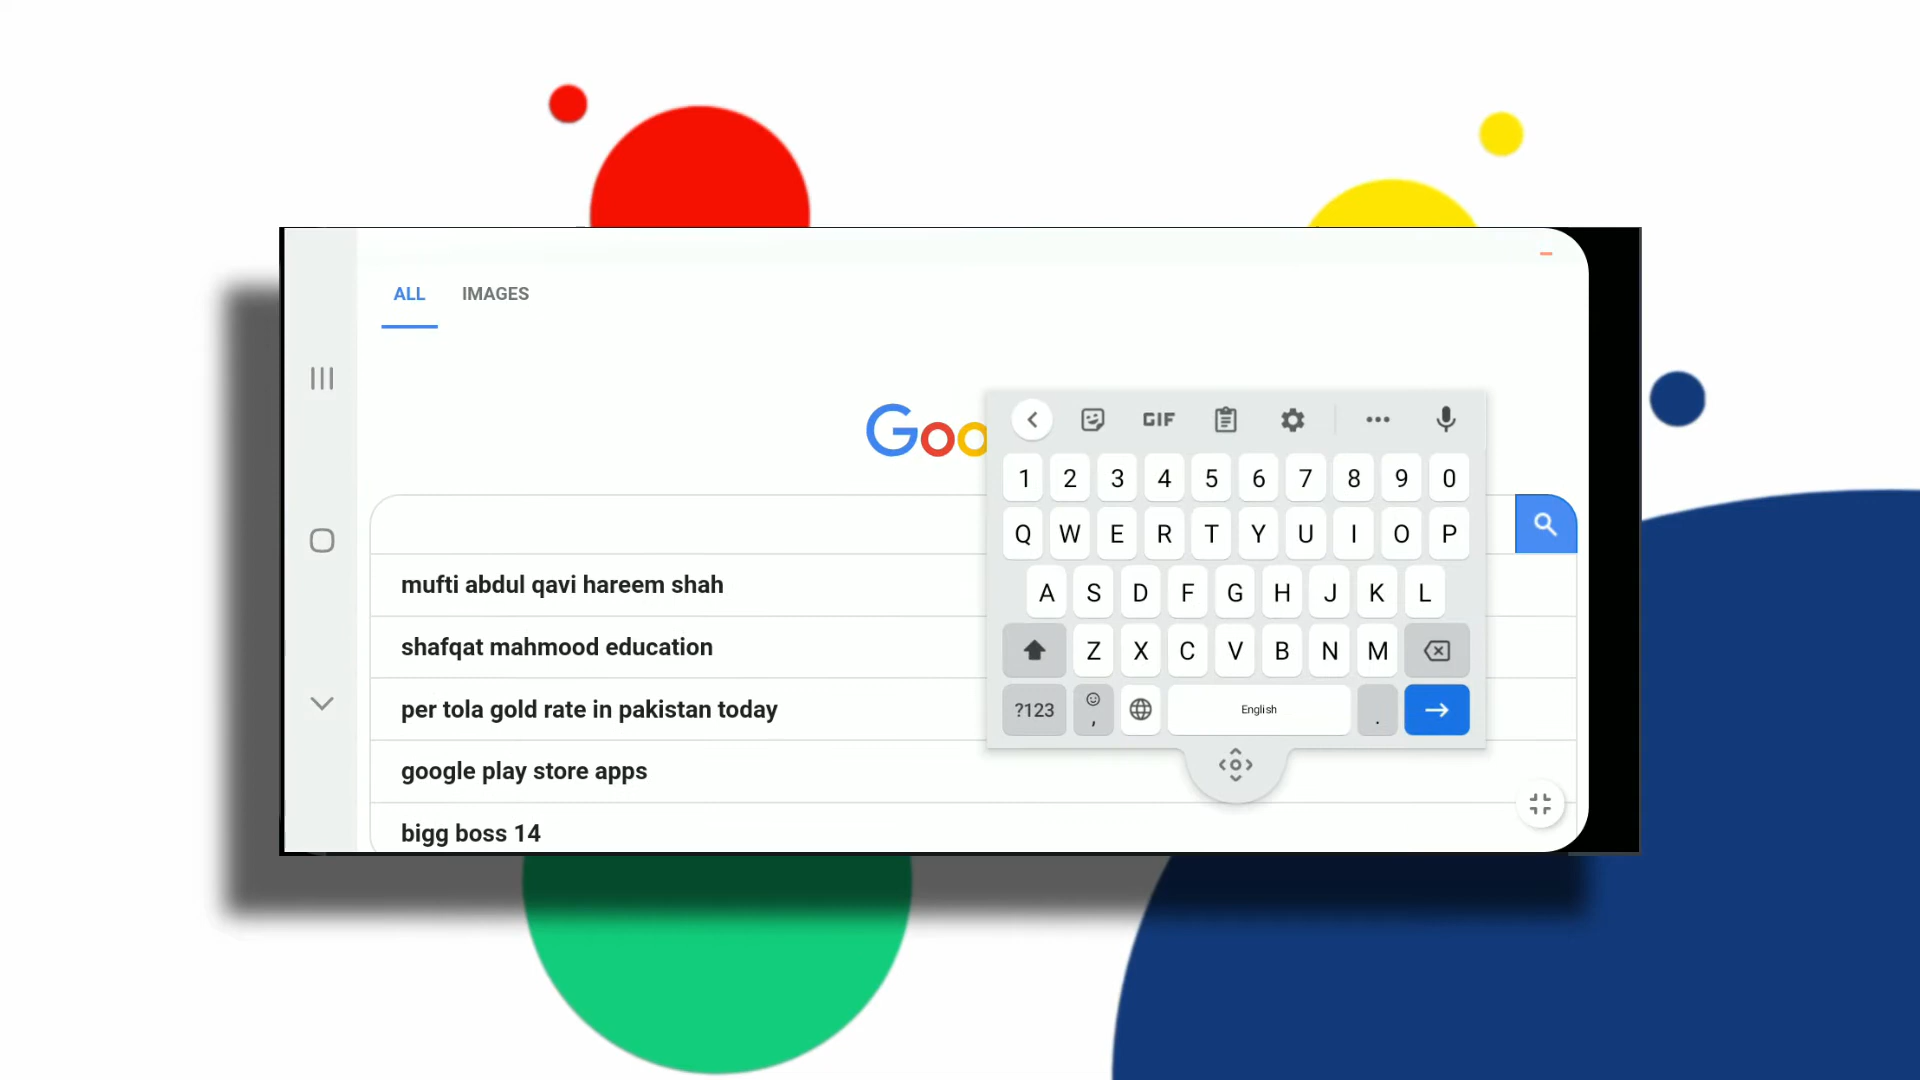 ALL IMAGES
Goo
GIF
1 2 3 4 5 6 7 8 9 0
Q W E R T Y U I O P
A S D F G H J K L
Z X C V B N M
?123 , English .
mufti abdul qavi hareem shah
shafqat mahmood education
per tola gold rate in pakistan today
google play store apps
bigg boss 14